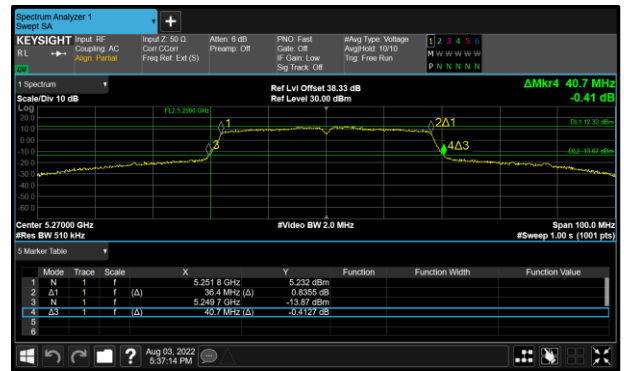 Spectrum Analyzer 1
Swept SA
+
KEYSIGHT Input: RF Input Z: 50 Ω Atten: 6 dB PNO: Fast #Avg Type: Voltage 1 2 3 4 5 6
RL Coupling: AC Corr CCorr Preamp: Off Gate: Off Avg|Hold: 10/10 M W W W W W
Align: Partial Freq Ref: Ext (S) IF Gain: Low Trig: Free Run
Sig Track: Off P N N N N N
1 Spectrum
Scale/Div 10 dB
Ref Lvl Offset 38.33 dB
Ref Level 30.00 dBm
ΔMkr4 40.7 MHz
-0.41 dB
Log
20.0
10.0
0.00
-10.0
-20.0
-30.0
-40.0
-50.0
-60.0
FL2 5.2500 GHz
1
2Δ1
3
4Δ3
DL1 12.33 dBm
DL2 -13.67 dBm
Center 5.27000 GHz #Video BW 2.0 MHz Span 100.0 MHz
#Res BW 510 kHz #Sweep 1.00 s (1001 pts)
5 Marker Table
Mode Trace Scale X Y Function Function Width Function Value
1 N 1 f 5.251 8 GHz 5.232 dBm
2 Δ1 1 f (Δ) 36.4 MHz (Δ) 0.8355 dB
3 N 1 f 5.249 7 GHz -13.87 dBm
4 Δ3 1 f (Δ) 40.7 MHz (Δ) -0.4127 dB
5
6
? Aug 03, 2022
5:37:14 PM